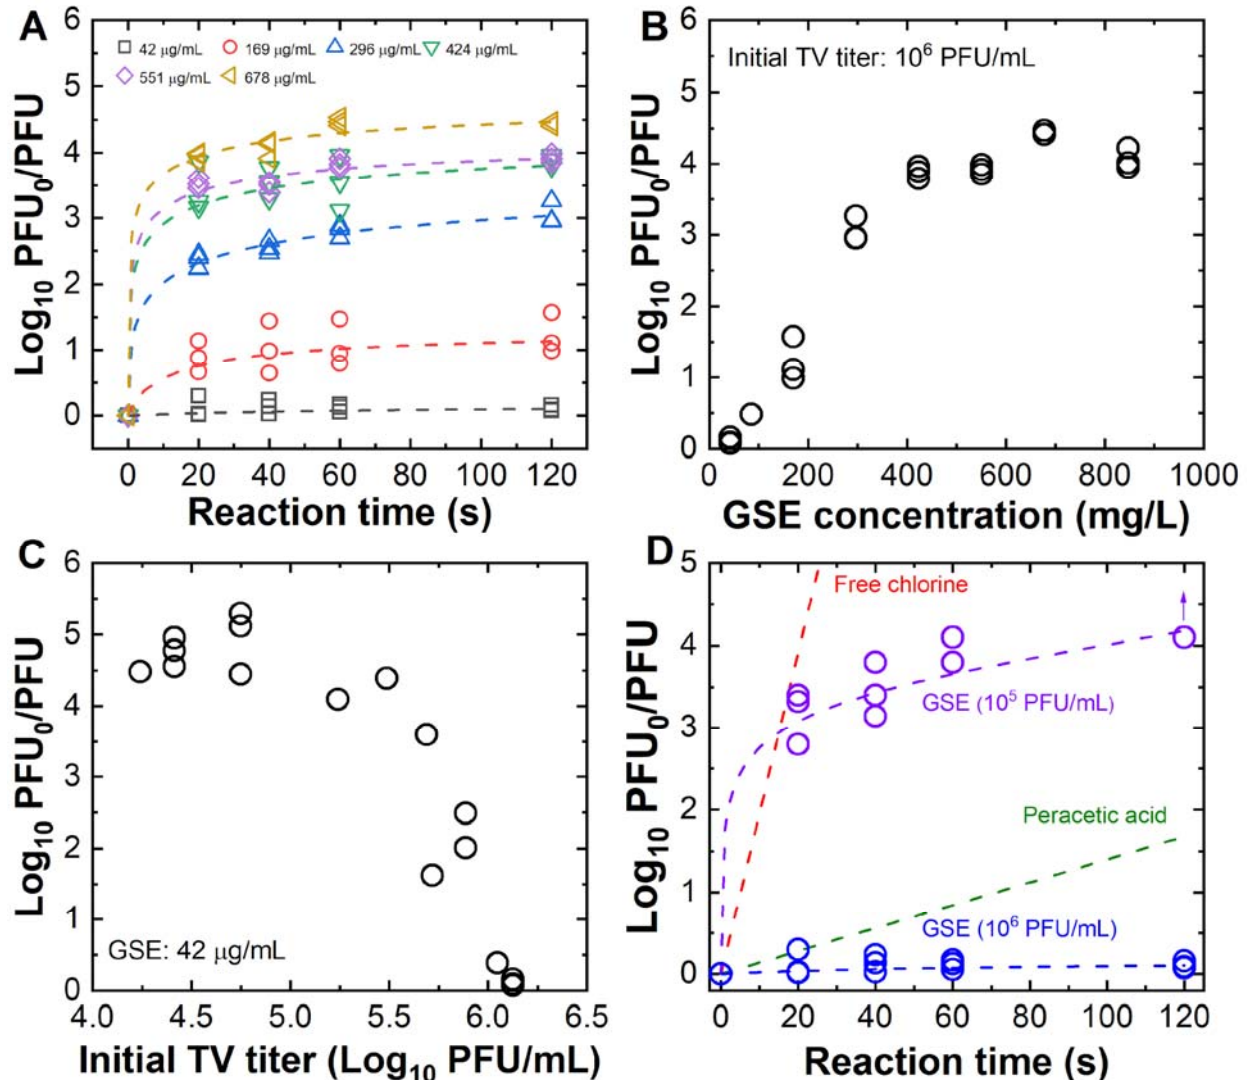 A
Log₁₀ PFU₀/PFU
6
5
4
3
2
1
0
42 μg/mL 169 μg/mL 296 μg/mL 424 μg/mL
551 μg/mL 678 μg/mL
0 20 40 60 80 100 120
Reaction time (s)
B
Log₁₀ PFU₀/PFU
6
5
4
3
2
1
0
Initial TV titer: 10⁶ PFU/mL
0 200 400 600 800 1000
GSE concentration (mg/L)
C
Log₁₀ PFU₀/PFU
6
5
4
3
2
1
0
GSE: 42 μg/mL
4.0 4.5 5.0 5.5 6.0 6.5
Initial TV titer (Log₁₀ PFU/mL)
D
Log₁₀ PFU₀/PFU
5
4
3
2
1
0
Free chlorine
GSE (10⁵ PFU/mL)
Peracetic acid
GSE (10⁶ PFU/mL)
0 20 40 60 80 100 120
Reaction time (s)